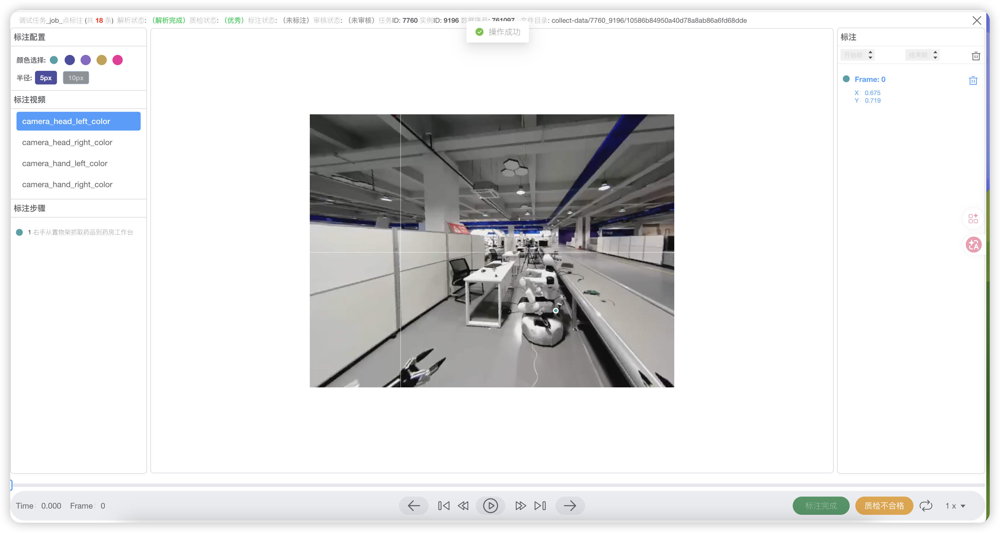 调试任务_job_点标注 (共 18 条) 解析状态: （解析完成） 质检状态: （优秀） 标注状态: （未标注） 审核状态: （未审核） 任务ID: 7760 实例ID: 9196 数据序号: 761097 文件目录: collect-data/7760_9196/10586b84950a40d78a8ab86a6fd68dde
操作成功
标注配置
颜色选择:
半径: 5px 10px
标注视频
camera_head_left_color
camera_head_right_color
camera_hand_left_color
camera_hand_right_color
标注步骤
1 右手从置物架抓取药品到药房工作台
标注
开始帧 结束帧
Frame: 0
X: 0.675
Y: 0.719
Time: 0.000 Frame: 0
标注完成 质检不合格 1 x